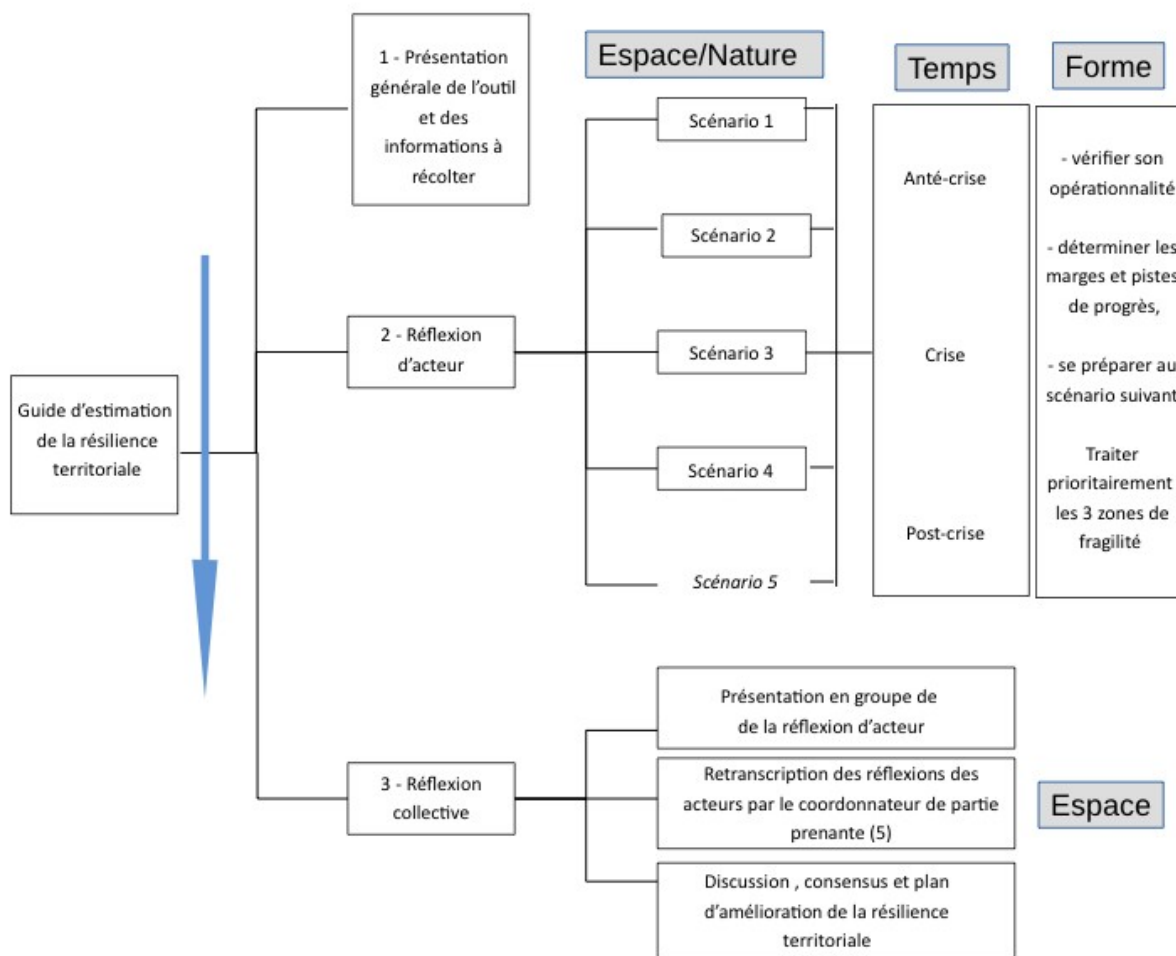 1 - Présentation
générale de l'outil
et des
informations à
récolter
Espace/Nature
Temps
Forme
Scénario 1
Scénario 2
Scénario 3
Scénario 4
Scénario 5
Anté-crise
Crise
Post-crise
- vérifier son
opérationnalité
- déterminer les
marges et pistes
de progrès,
- se préparer au
scénario suivant
Traiter
prioritairement
les 3 zones de
fragilité
2 - Réflexion
d'acteur
Guide d'estimation
de la résilience
territoriale
3 - Réflexion
collective
Présentation en groupe de
de la réflexion d'acteur
Retranscription des réflexions des
acteurs par le coordonnateur de partie
prenante (5)
Espace
Discussion , consensus et plan
d'amélioration de la résilience
territoriale